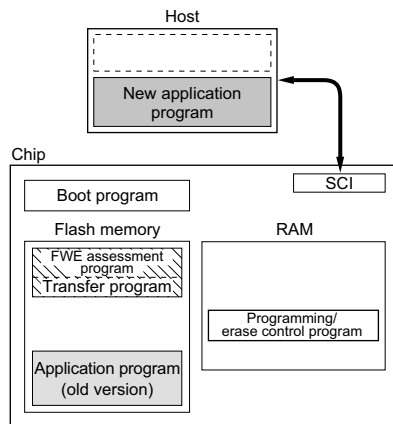 Host
New application
program
Chip
SCI
Boot program
Flash memory
RAM
FWE assessment
program
Transfer program
Programming/
erase control program
Application program
(old version)